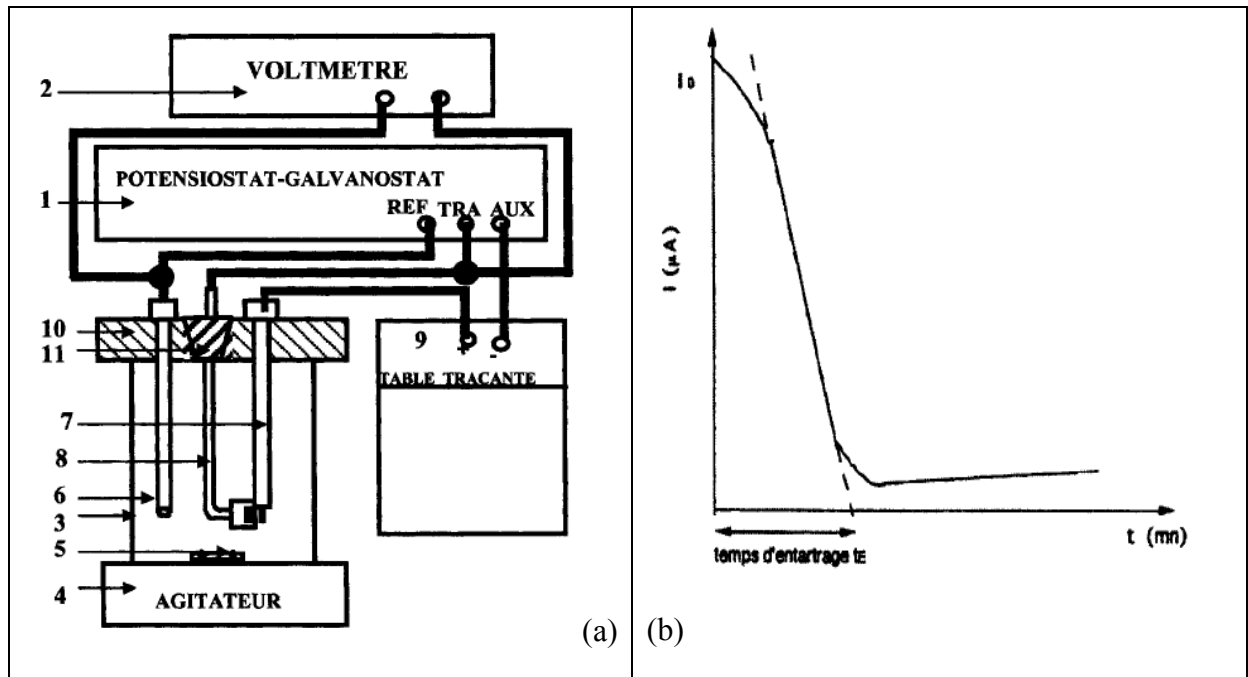 VOLTMETRE
2
POTENSIOSTAT-GALVANOSTAT
1
REF TRA AUX
10
11
9
+
-
TABLE TRACANTE
7
8
6
3
5
4
AGITATEUR
(a)
I0
I (µA)
t (mn)
temps d'entartrage tE
(b)